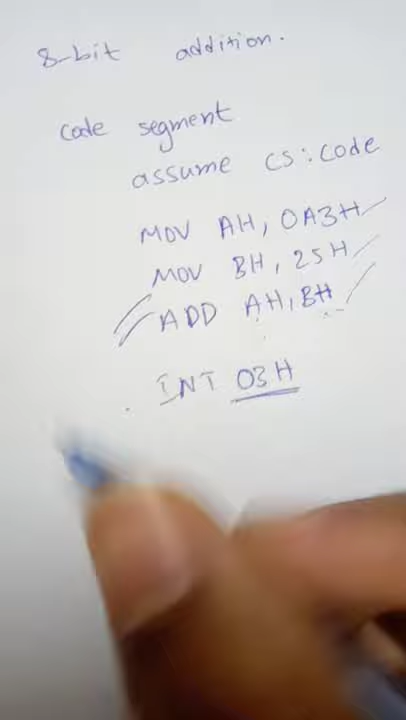 8-bit addition.
Code segment
assume CS:code
MOV AH, 0A3H
MOV BH, 25H
ADD AH, BH
INT 03H